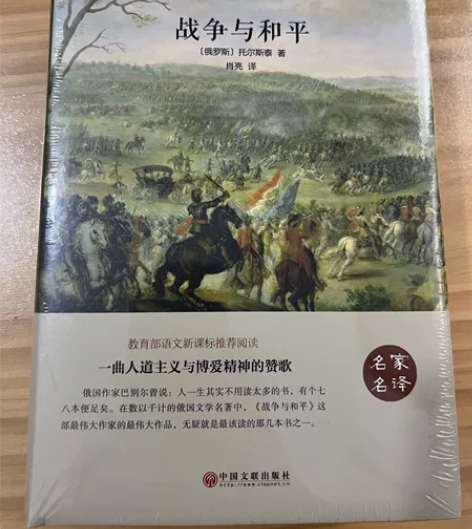 战争与和平
〔俄罗斯〕托尔斯泰 著
肖亮 译
教育部语文新课标推荐阅读
一曲人道主义与博爱精神的赞歌
名家
名译
俄国作家巴别尔曾说：人一生其实不用读太多的书，有个七
八本便足矣。在数以千计的俄国文学名著中，《战争与和平》这
部最伟大作家的最伟大作品，无疑就是最该读的那几本书之一。
中国文联出版社